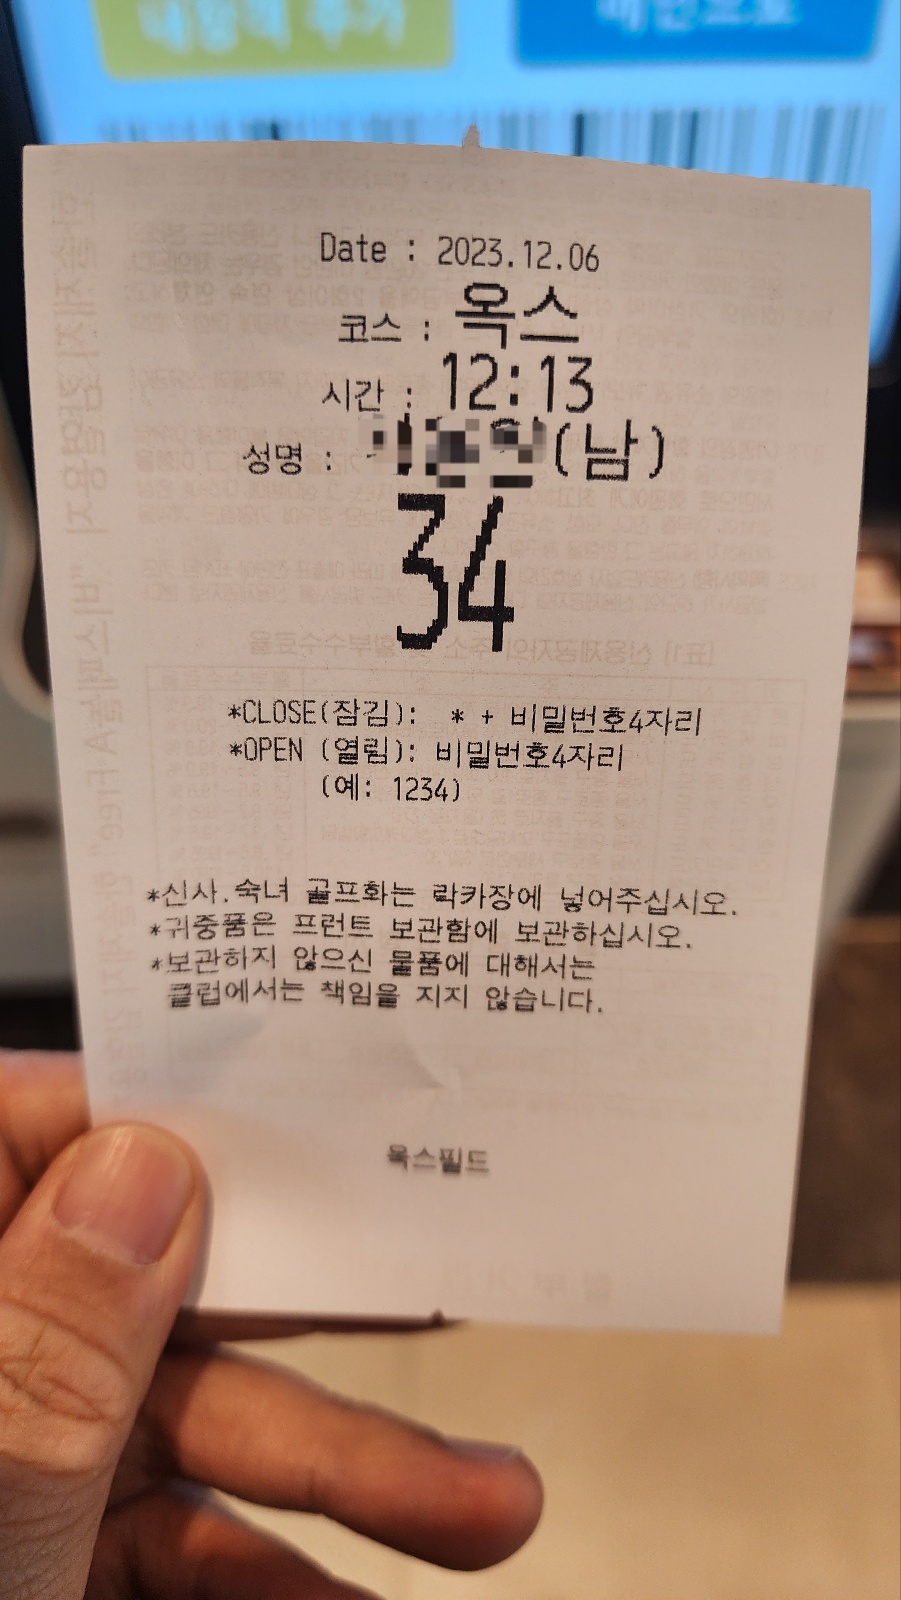 Date : 2023.12.06
코스 : 옥스
시간 : 12:13
성명 : (남)
34
*CLOSE(잠김): * + 비밀번호4자리
*OPEN (열림): 비밀번호4자리
(예: 1234)
*신사.숙녀 골프화는 락카장에 넣어주십시오.
*귀중품은 프런트 보관함에 보관하십시오.
*보관하지 않으신 물품에 대해서는
클럽에서는 책임을 지지 않습니다.
옥스필드